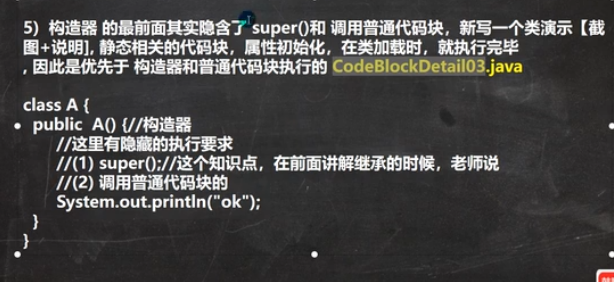 5) 构造器 的最前面其实隐含了 super()和 调用普通代码块，新写一个类演示【截
图+说明], 静态相关的代码块，属性初始化，在类加载时，就执行完毕
, 因此是优先于 构造器和普通代码块执行的 CodeBlockDetail03.java
class A {
public A() {//构造器
//这里有隐藏的执行要求
//(1) super();//这个知识点，在前面讲解继承的时候，老师说
//(2) 调用普通代码块的
System.out.println("ok");
}
}